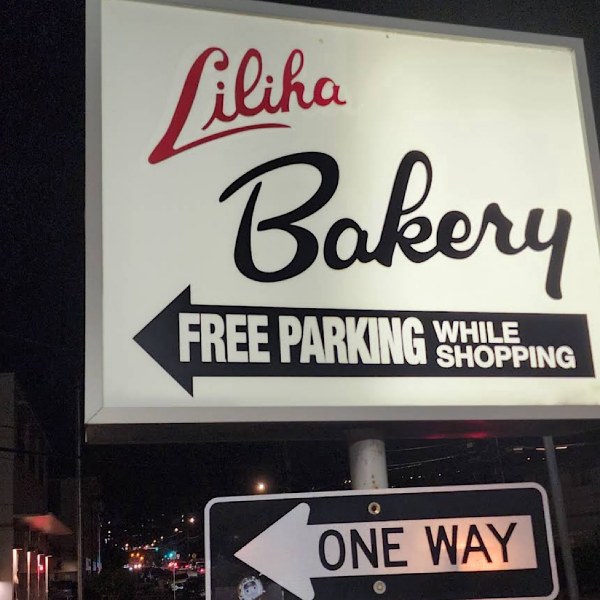 Liliha
Bakery
FREE PARKING WHILE
SHOPPING
ONE WAY